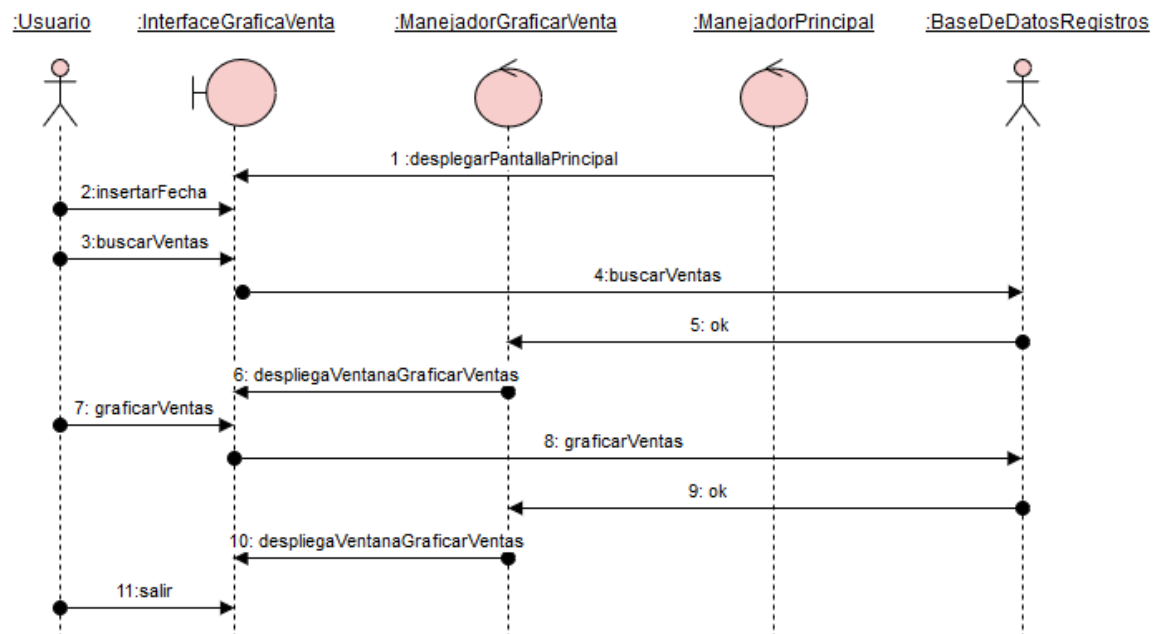 :Usuario
:InterfaceGraficaVenta
:ManejadorGraficarVenta
:ManejadorPrincipal
:BaseDeDatosRegistros
1 :desplegarPantallaPrincipal
2:insertarFecha
3:buscarVentas
4:buscarVentas
5: ok
6: despliegaVentanaGraficarVentas
7: graficarVentas
8: graficarVentas
9: ok
10: despliegaVentanaGraficarVentas
11:salir